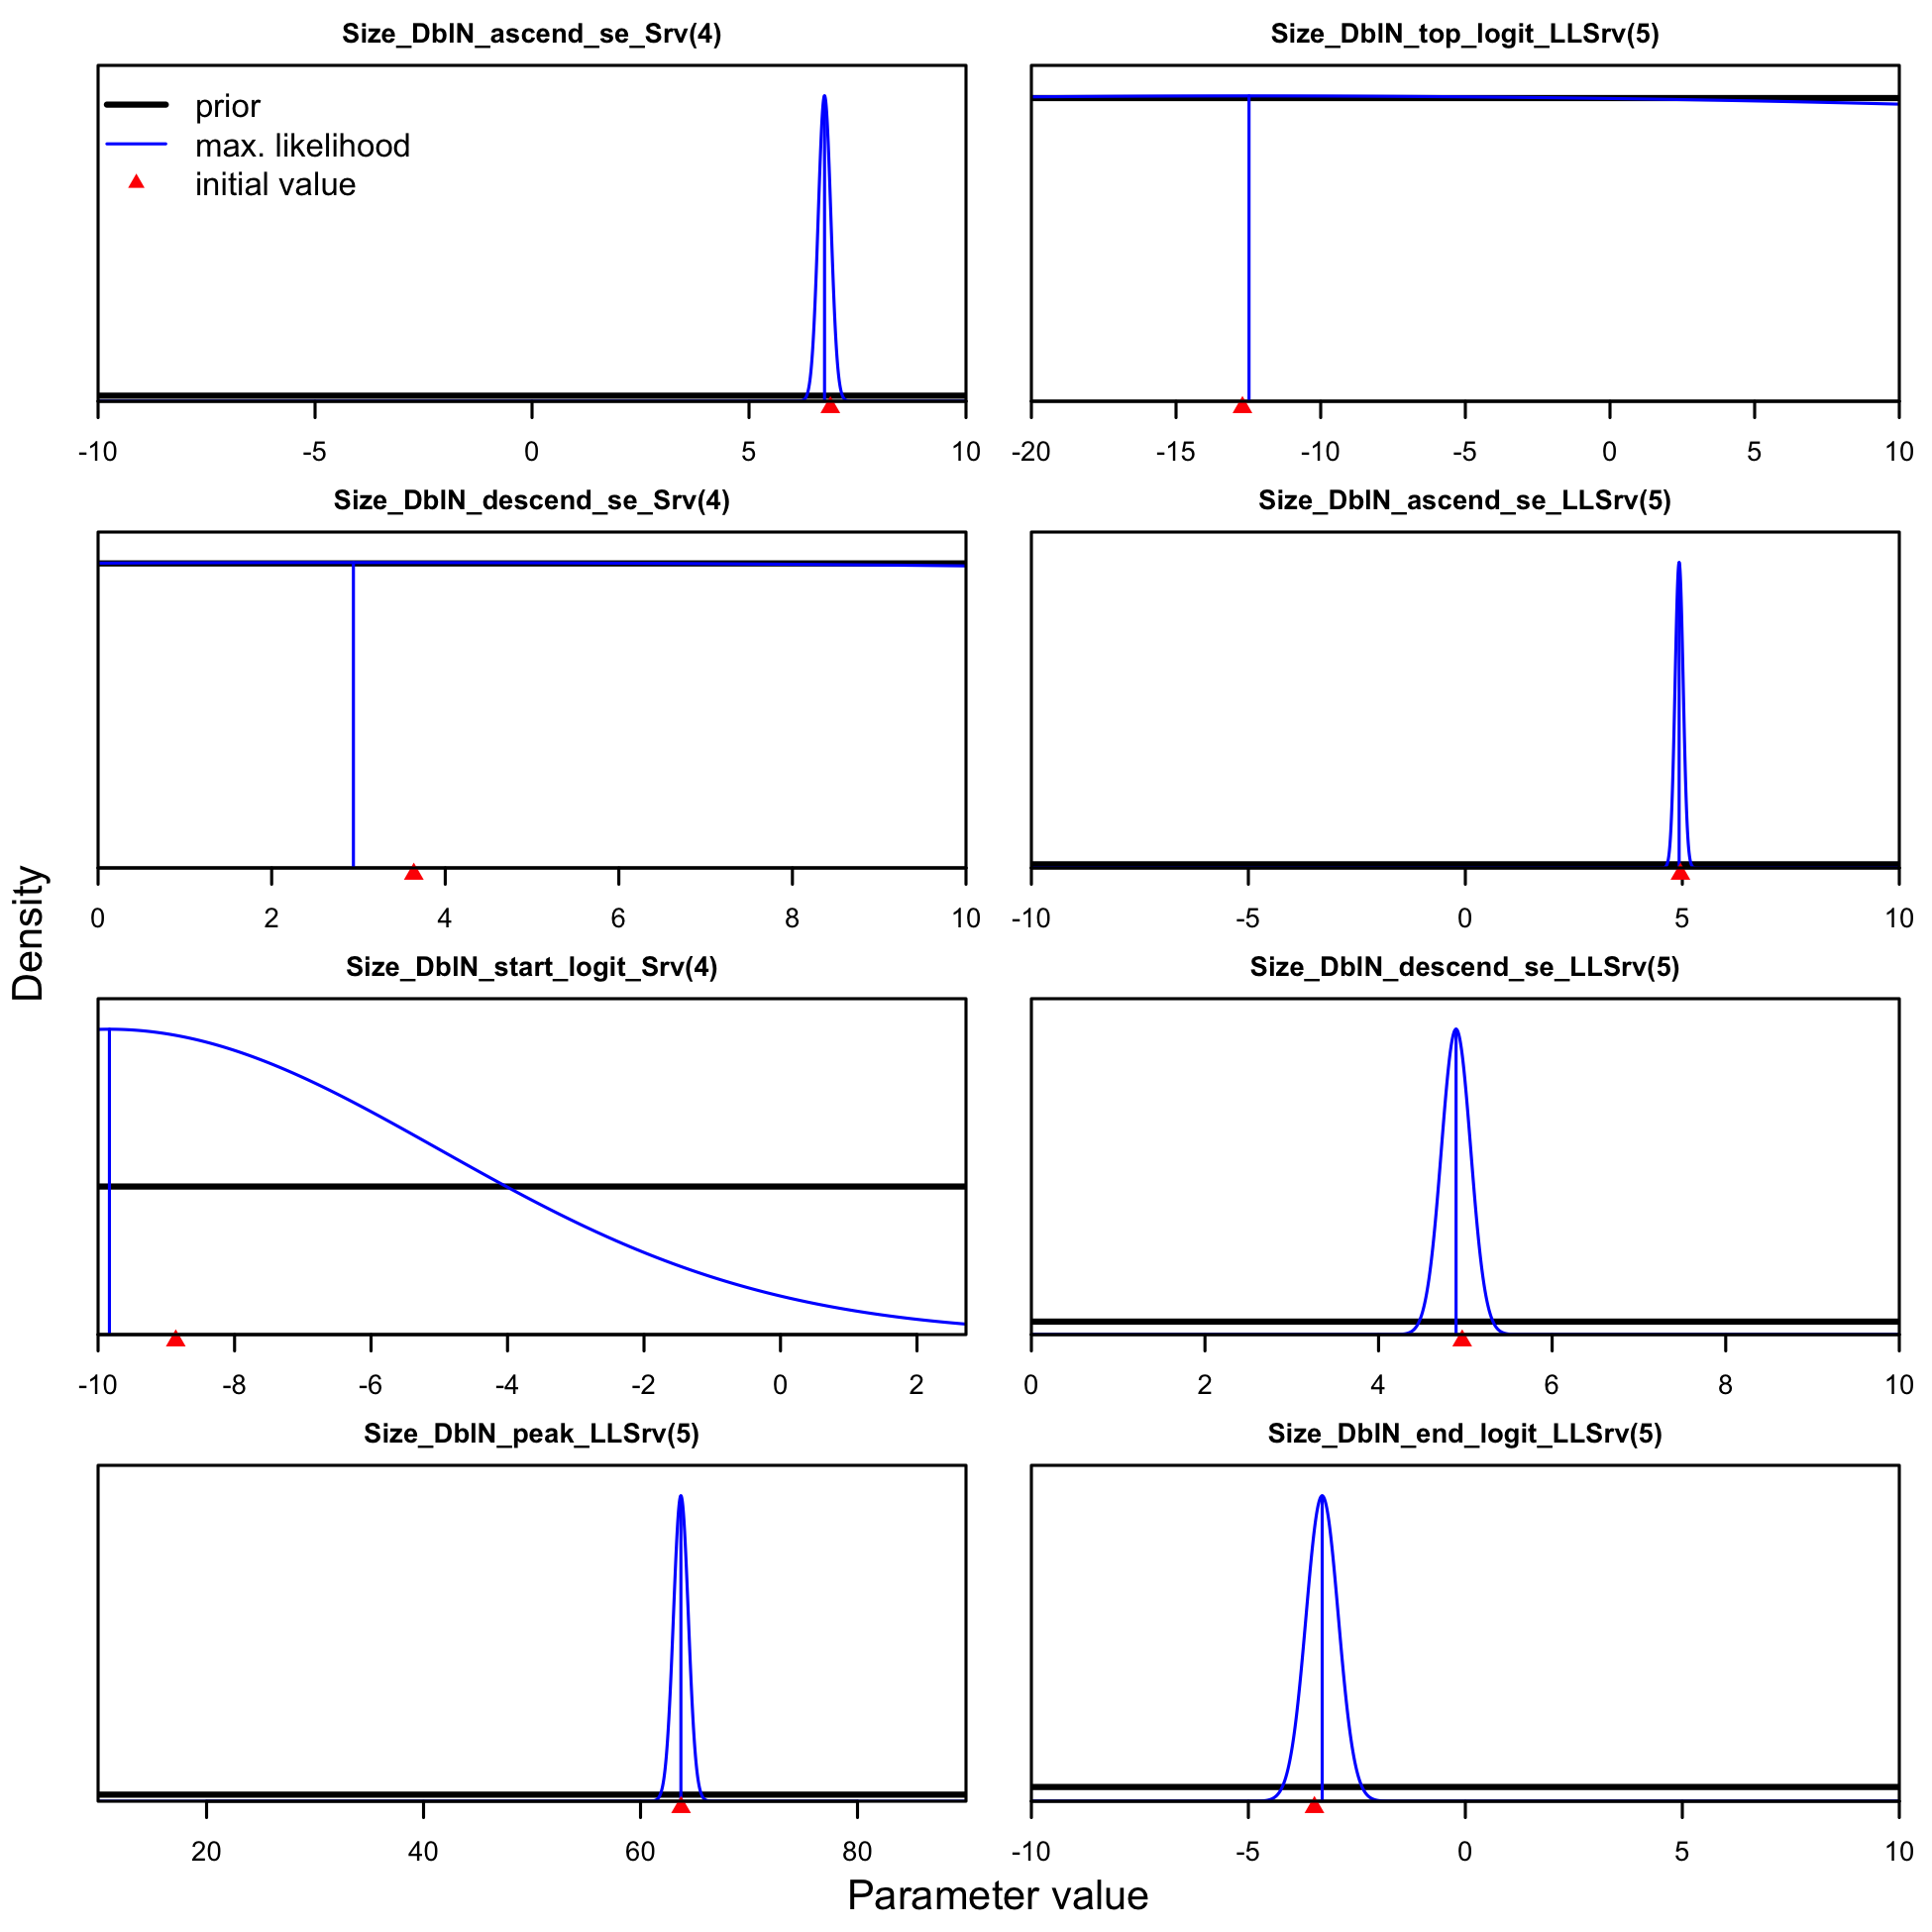 Size_DblN_ascend_se_Srv(4)
prior
max. likelihood
initial value
-10 -5 0 5 10
Size_DblN_top_logit_LLSrv(5)
-20 -15 -10 -5 0 5 10
Size_DblN_descend_se_Srv(4)
0 2 4 6 8 10
Size_DblN_ascend_se_LLSrv(5)
-10 -5 0 5 10
Size_DblN_start_logit_Srv(4)
-10 -8 -6 -4 -2 0 2
Size_DblN_descend_se_LLSrv(5)
0 2 4 6 8 10
Size_DblN_peak_LLSrv(5)
20 40 60 80
Size_DblN_end_logit_LLSrv(5)
-10 -5 0 5 10
Density
Parameter value